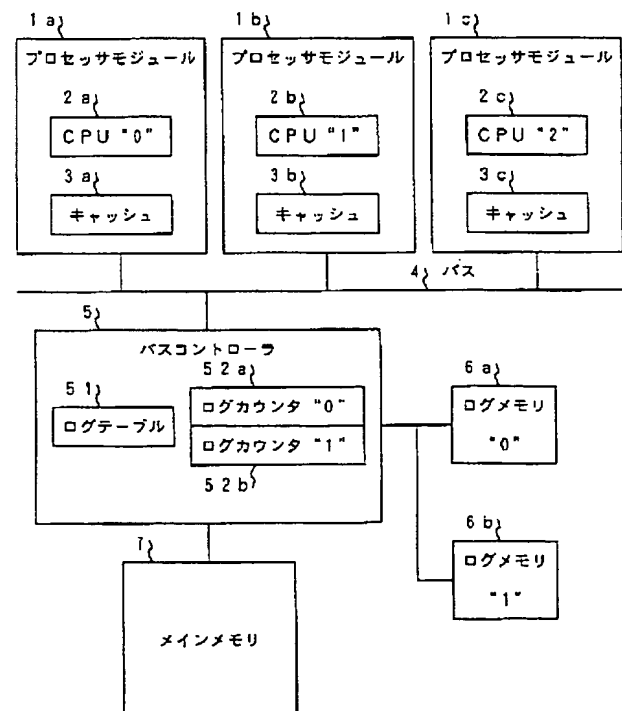 1a
1b
1c
プロセッサモジュール
プロセッサモジュール
プロセッサモジュール
2a
2b
2c
CPU "0"
CPU "1"
CPU "2"
3a
3b
3c
キャッシュ
キャッシュ
キャッシュ
4 バス
5
バスコントローラ
52a
51
ログカウンタ "0"
ログテーブル
ログカウンタ "1"
52b
6a
ログメモリ
"0"
6b
ログメモリ
"1"
7
メインメモリ